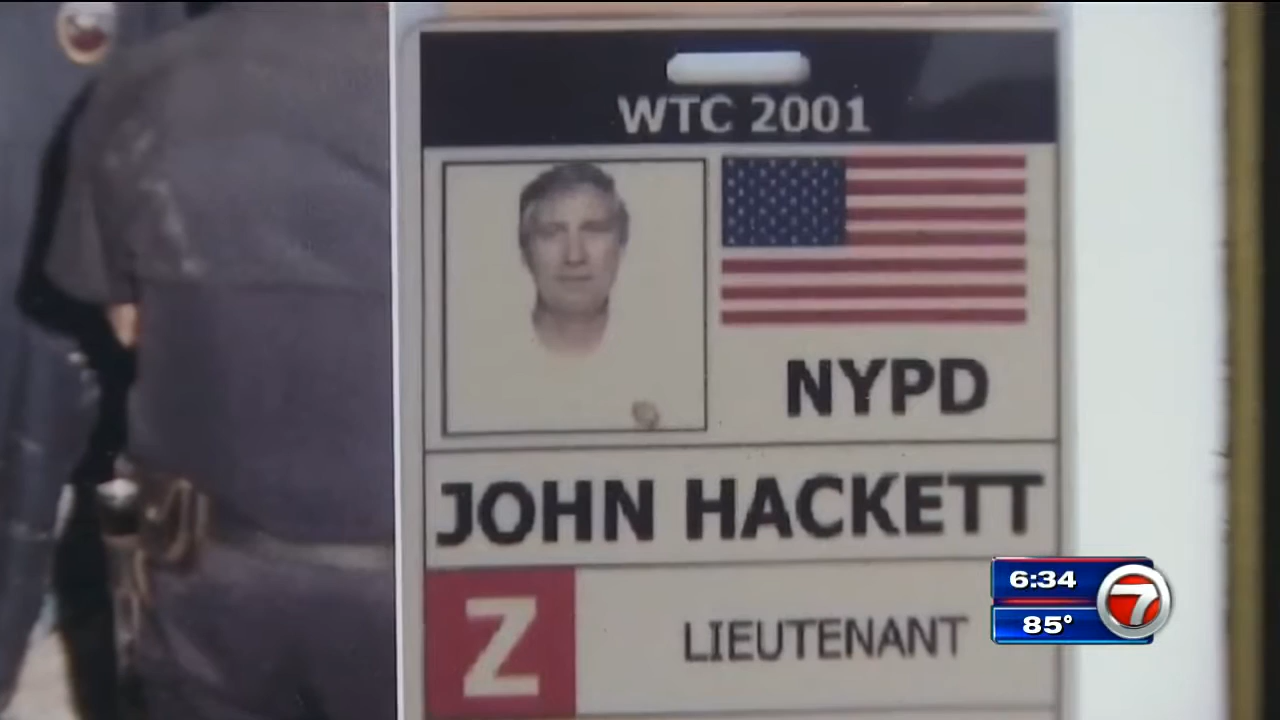 WTC 2001
NYPD
JOHN HACKETT
Z
LIEUTENANT
6:34
7
85°